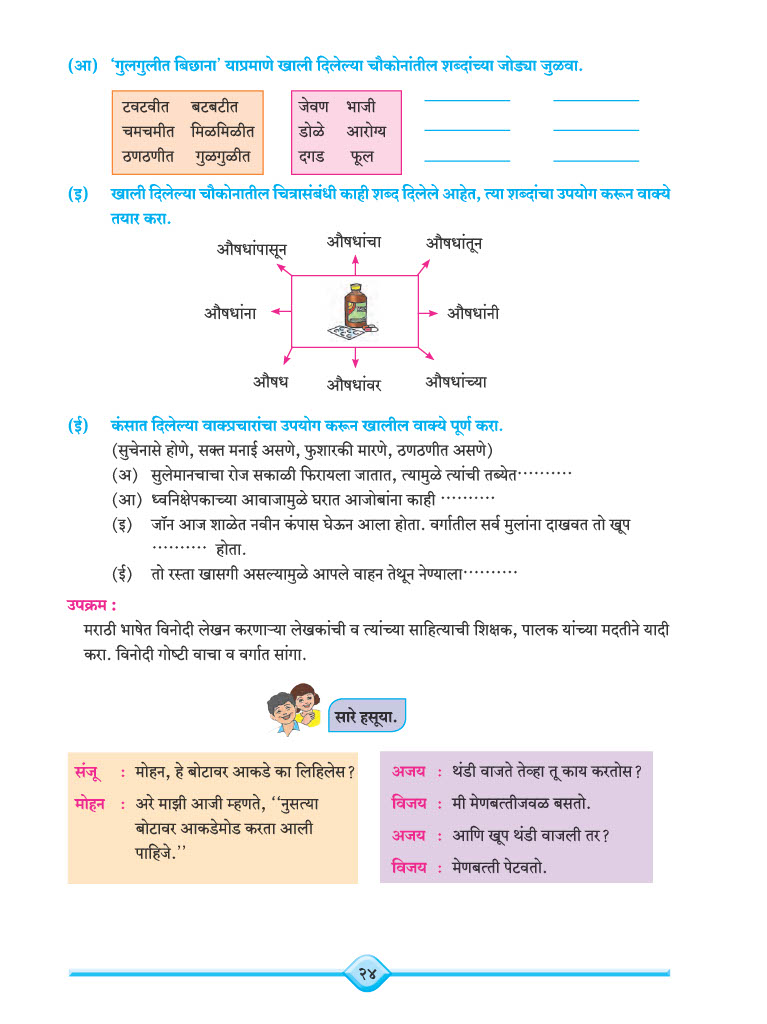 (आ) ‘गुलगुलीत बिछाना’ याप्रमाणे खाली दिलेल्या चौकोनांतील शब्दांच्या जोड्या जुळवा.
टवटवीत बटबटीत
चमचमीत मिळमिळीत
ठणठणीत गुळगुळीत
जेवण भाजी
डोळे आरोग्य
दगड फूल
(इ) खाली दिलेल्या चौकोनातील चित्रासंबंधी काही शब्द दिलेले आहेत, त्या शब्दांचा उपयोग करून वाक्ये
तयार करा.
औषधांपासून औषधांचा औषधांतून
औषधांना औषधांनी
औषध औषधांवर औषधांच्या
(ई) कंसात दिलेल्या वाक्प्रचारांचा उपयोग करून खालील वाक्ये पूर्ण करा.
(सुचेनासे होणे, सक्त मनाई असणे, फुशारकी मारणे, ठणठणीत असणे)
(अ) सुलेमानचाचा रोज सकाळी फिरायला जातात, त्यामुळे त्यांची तब्येत..........
(आ) ध्वनिक्षेपकाच्या आवाजामुळे घरात आजोबांना काही ..........
(इ) जॉन आज शाळेत नवीन कंपास घेऊन आला होता. वर्गातील सर्व मुलांना दाखवत तो खूप
.......... होता.
(ई) तो रस्ता खासगी असल्यामुळे आपले वाहन तेथून नेण्याला..........
उपक्रम :
मराठी भाषेत विनोदी लेखन करणाऱ्या लेखकांची व त्यांच्या साहित्याची शिक्षक, पालक यांच्या मदतीने यादी
करा. विनोदी गोष्टी वाचा व वर्गात सांगा.
सारे हसूया.
संजू : मोहन, हे बोटावर आकडे का लिहिलेस?
मोहन : अरे माझी आजी म्हणते, ‘‘नुसत्या
बोटावर आकडेमोड करता आली
पाहिजे.’’
अजय : थंडी वाजते तेव्हा तू काय करतोस?
विजय : मी मेणबत्तीजवळ बसतो.
अजय : आणि खूप थंडी वाजली तर?
विजय : मेणबत्ती पेटवतो.
२४